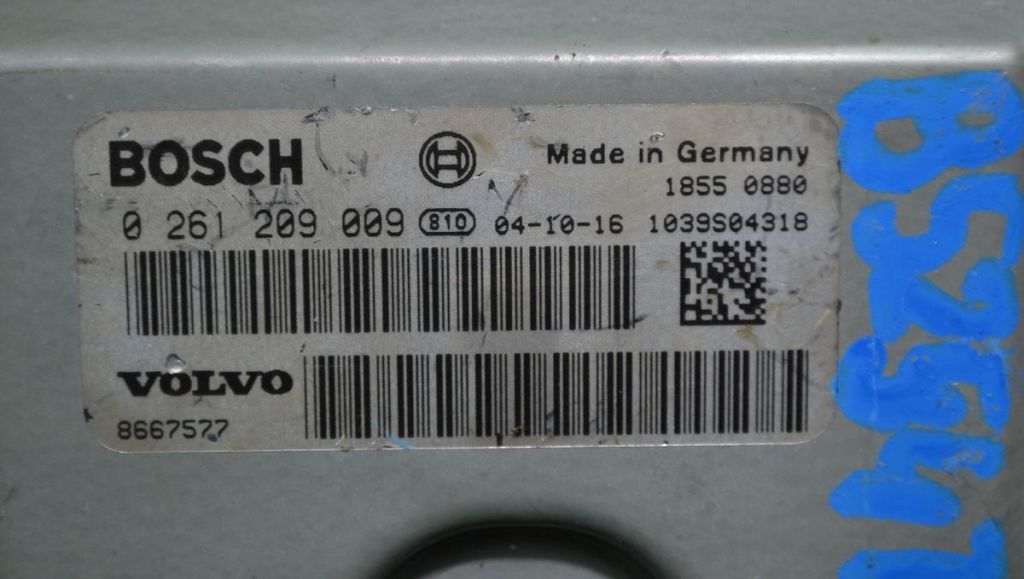 BOSCH
Made in Germany
1855 0880
0 261 209 009 810 04-10-16 1039S04318
VOLVO
8667577